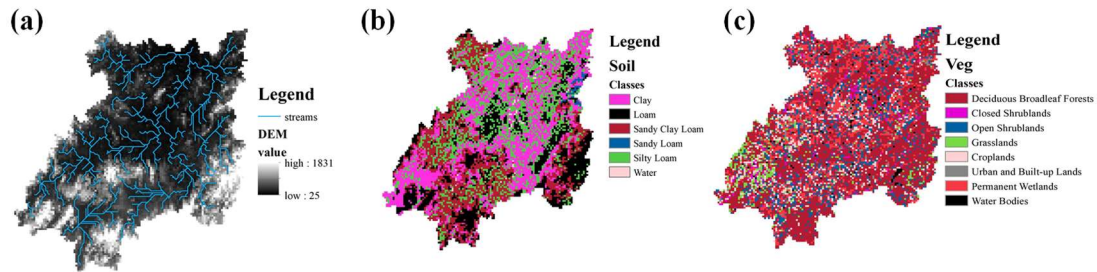 (a)
Legend
streams
DEM
value
high : 1831
low : 25
(b)
Legend
Soil
Classes
Clay
Loam
Sandy Clay Loam
Sandy Loam
Silty Loam
Water
(c)
Legend
Veg
Classes
Deciduous Broadleaf Forests
Closed Shrublands
Open Shrublands
Grasslands
Croplands
Urban and Built-up Lands
Permanent Wetlands
Water Bodies